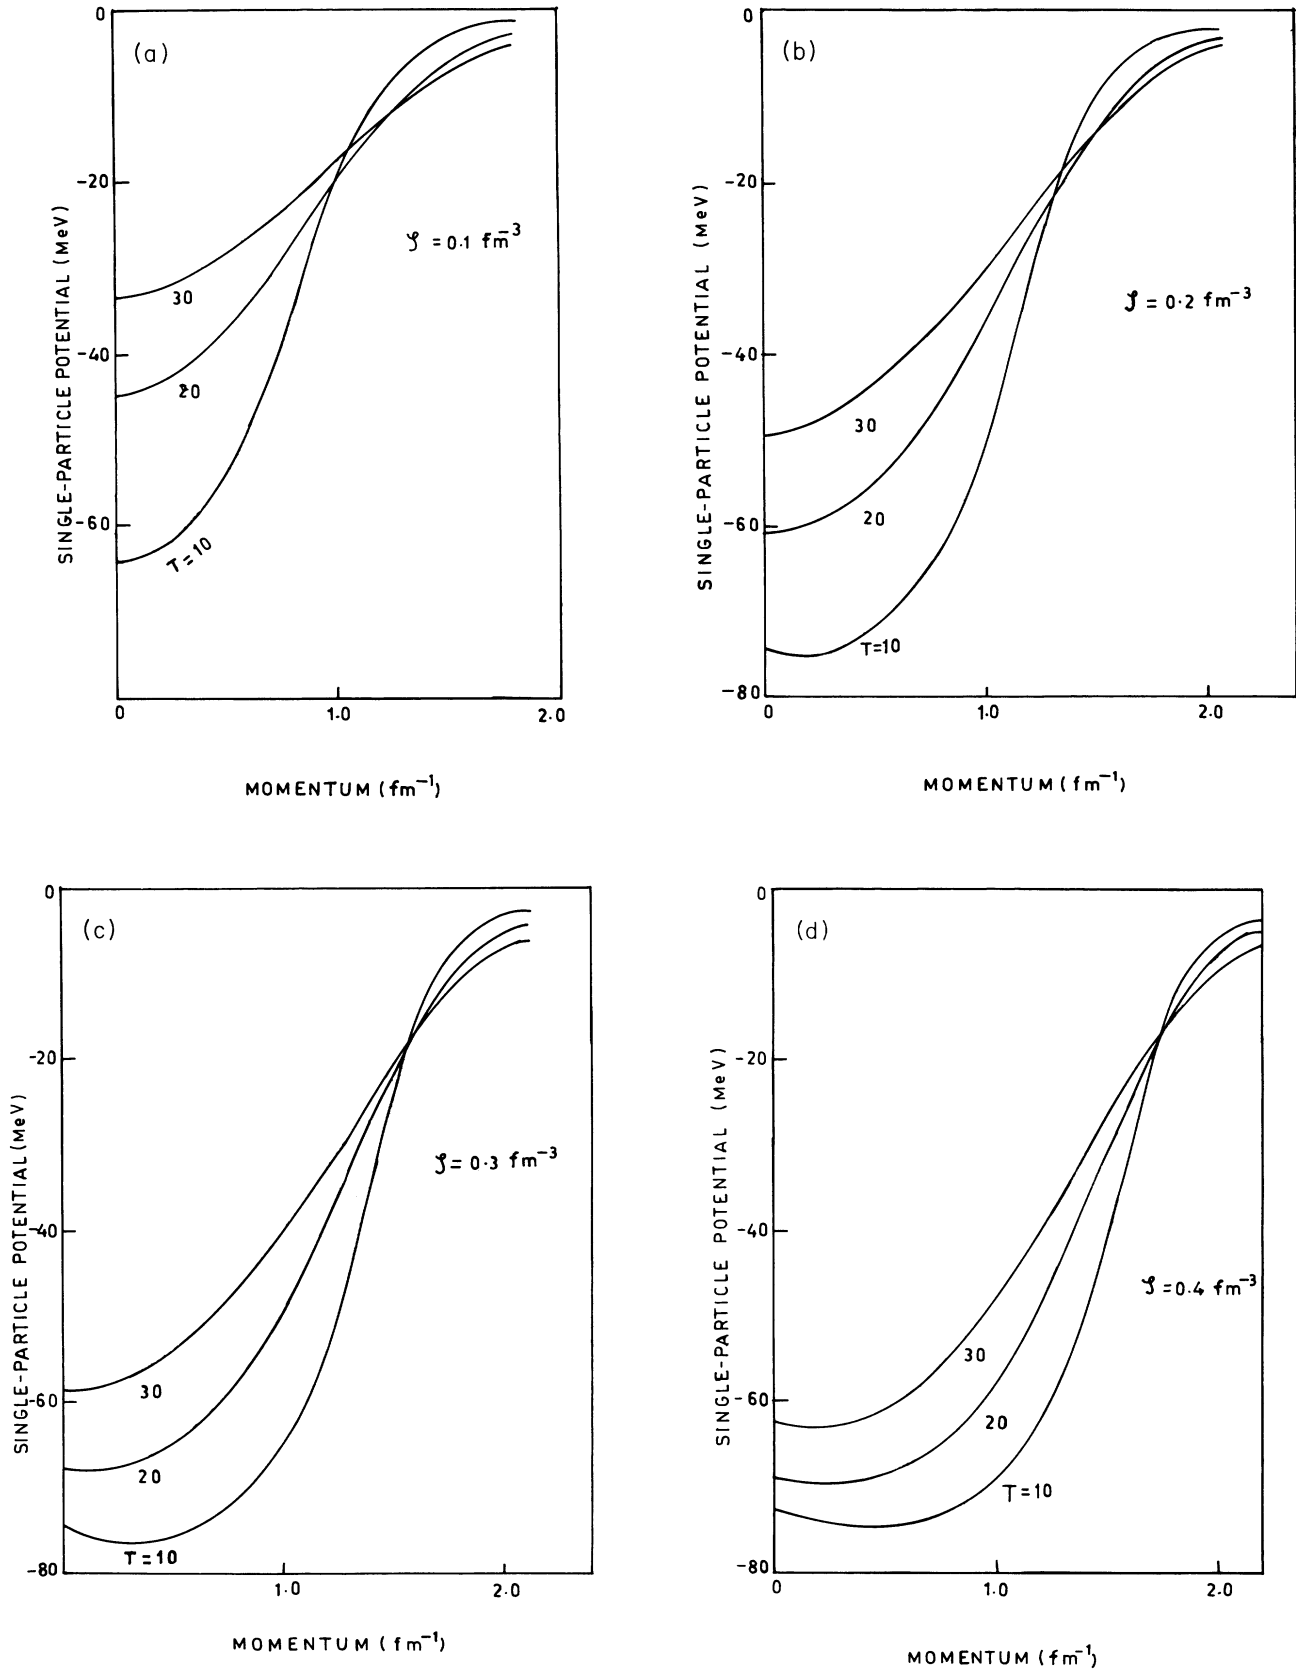 (a)
0
-20
-40
-60
SINGLE-PARTICLE POTENTIAL (MeV)
ρ = 0.1 fm⁻³
30
20
T=10
0 1.0 2.0
MOMENTUM (fm⁻¹)
(b)
0
-20
-40
-60
-80
SINGLE-PARTICLE POTENTIAL (MeV)
ρ = 0.2 fm⁻³
30
20
T=10
0 1.0 2.0
MOMENTUM (fm⁻¹)
(c)
0
-20
-40
-60
-80
SINGLE-PARTICLE POTENTIAL (MeV)
ρ = 0.3 fm⁻³
30
20
T=10
1.0 2.0
MOMENTUM (fm⁻¹)
(d)
0
-20
-40
-60
-80
SINGLE-PARTICLE POTENTIAL (MeV)
ρ = 0.4 fm⁻³
30
20
T=10
0 1.0 2.0
MOMENTUM (fm⁻¹)